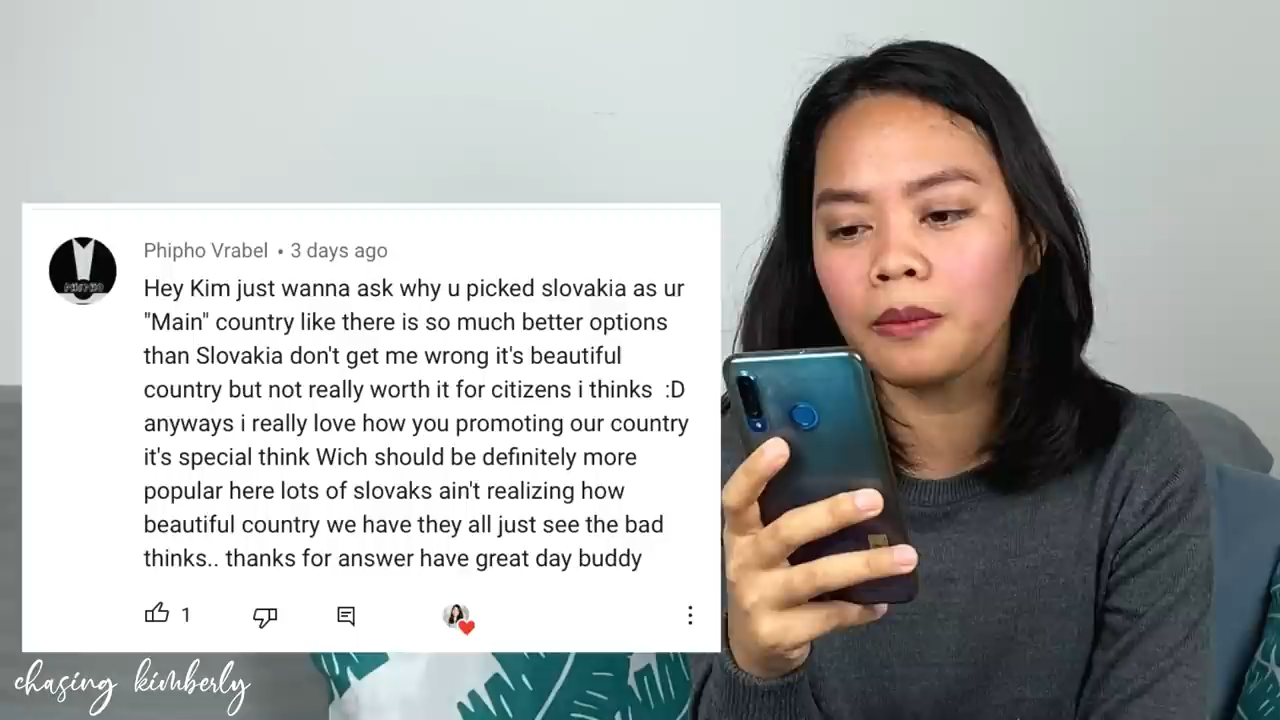 Phipho Vrabel • 3 days ago
Hey Kim just wanna ask why u picked slovakia as ur
"Main" country like there is so much better options
than Slovakia don't get me wrong it's beautiful
country but not really worth it for citizens i thinks :D
anyways i really love how you promoting our country
it's special think Wich should be definitely more
popular here lots of slovaks ain't realizing how
beautiful country we have they all just see the bad
thinks.. thanks for answer have great day buddy
1
chasing kimberly